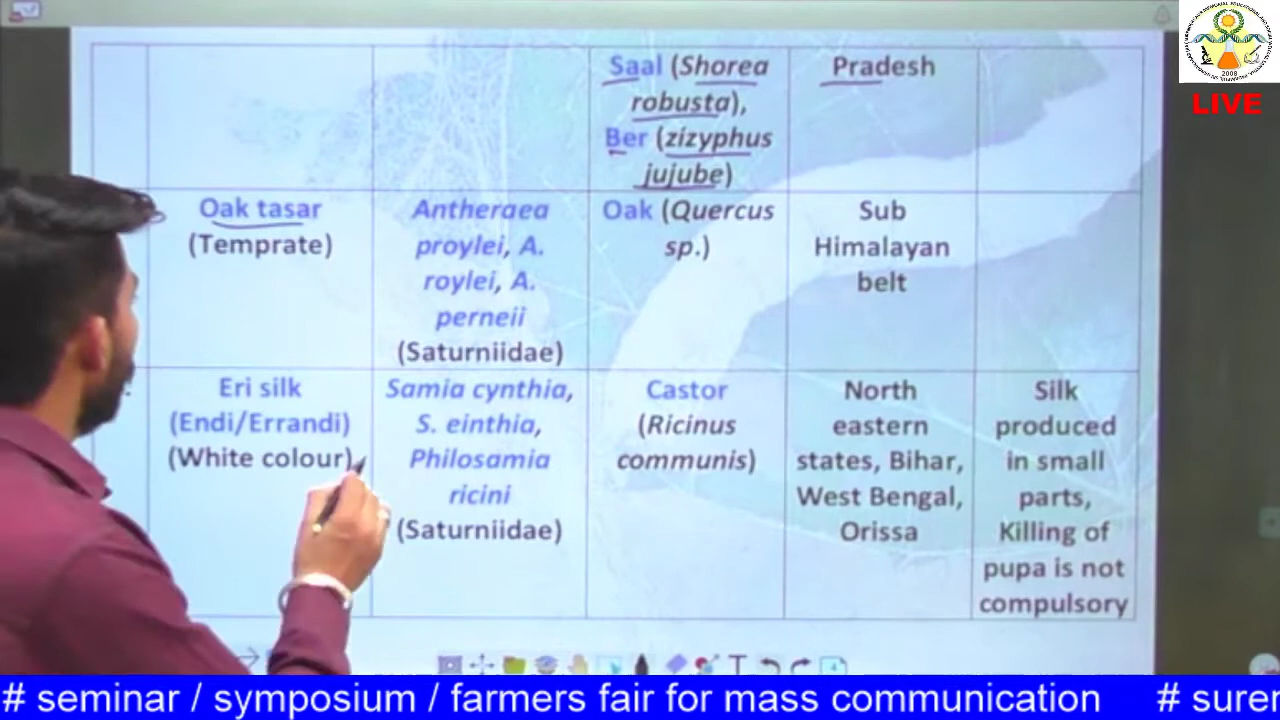 Saal (Shorea
robusta),
Ber (zizyphus
jujube)
Pradesh
Oak tasar
(Temprate)
Antheraea
proylei, A.
roylei, A.
perneii
(Saturniidae)
Oak (Quercus
sp.)
Sub
Himalayan
belt
Eri silk
(Endi/Errandi)
(White colour)
Samia cynthia,
S. einthia,
Philosamia
ricini
(Saturniidae)
Castor
(Ricinus
communis)
North
eastern
states, Bihar,
West Bengal,
Orissa
Silk
produced
in small
parts,
Killing of
pupa is not
compulsory
2008
LIVE
# seminar / symposium / farmers fair for mass communication # surer